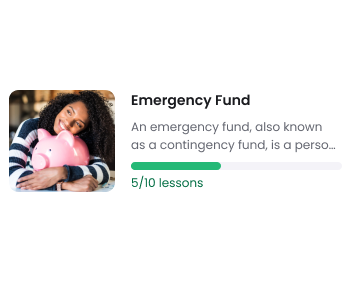 Emergency Fund
An emergency fund, also known
as a contingency fund, is a perso...
5/10 lessons